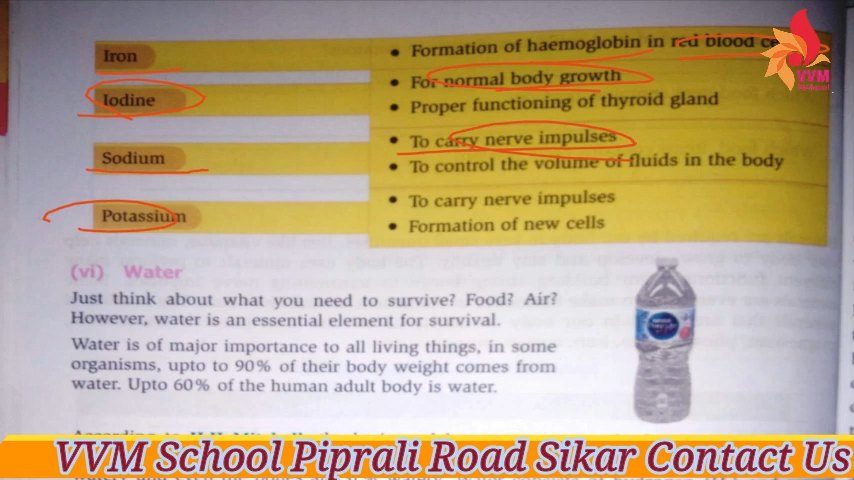 Iron
• Formation of haemoglobin in red blood
Iodine
• For normal body growth
• Proper functioning of thyroid gland
Sodium
• To carry nerve impulses
• To control the volume of fluids in the body
Potassium
• To carry nerve impulses
• Formation of new cells
(vi) Water
Just think about what you need to survive? Food? Air?
However, water is an essential element for survival.
Water is of major importance to all living things, in some
organisms, upto to 90% of their body weight comes from
water. Upto 60% of the human adult body is water.
VVM
VVM School Piprali Road Sikar Contact Us